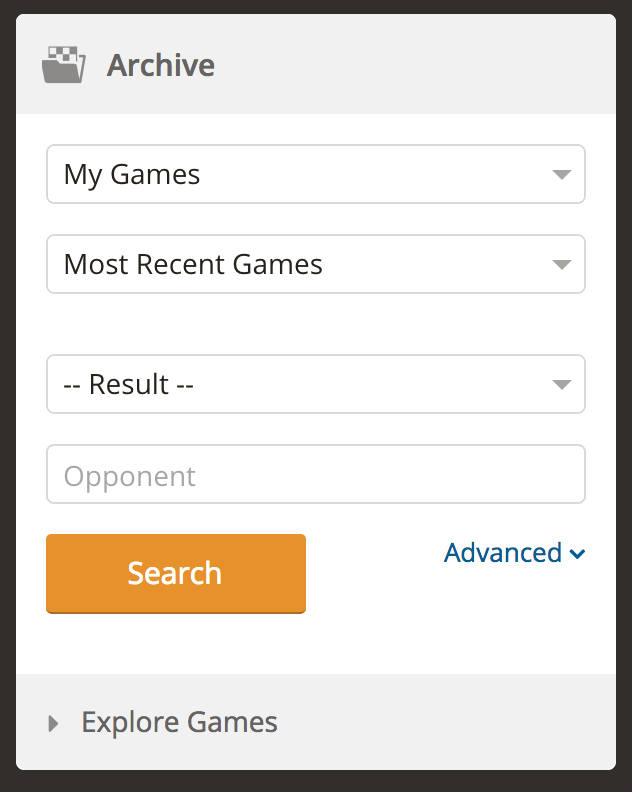 Archive
My Games
Most Recent Games
-- Result --
Opponent
Search
Advanced
Explore Games